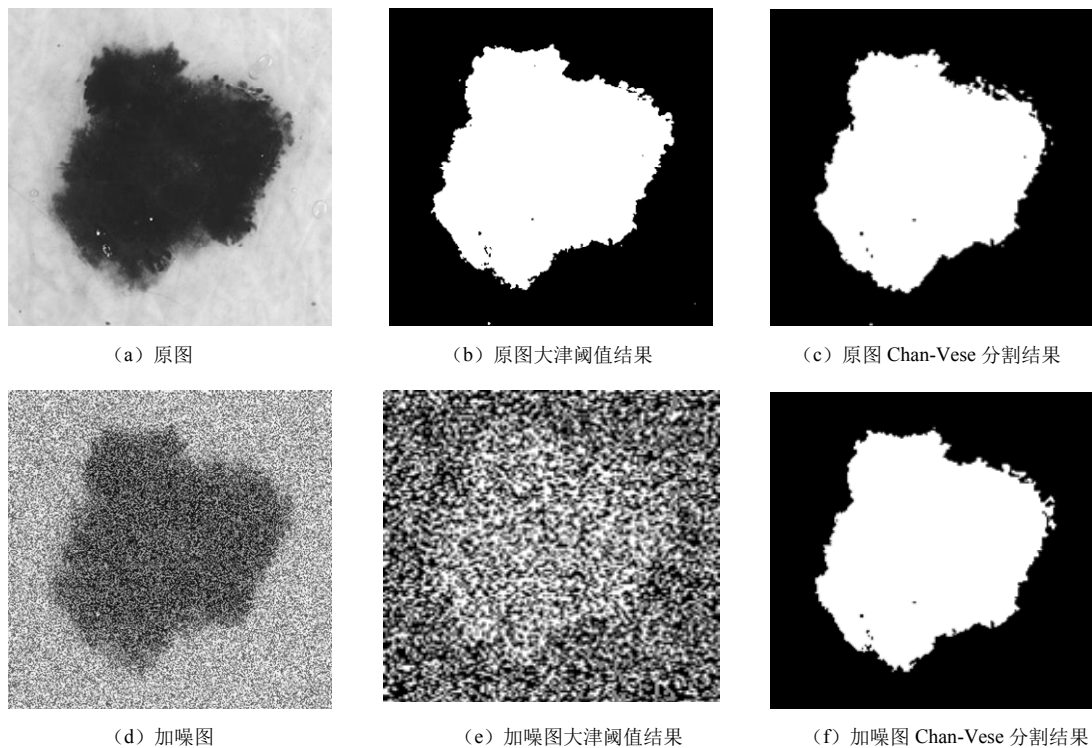 （a）原图
（b）原图大津阈值结果
（c）原图 Chan-Vese 分割结果
（d）加噪图
（e）加噪图大津阈值结果
（f）加噪图 Chan-Vese 分割结果